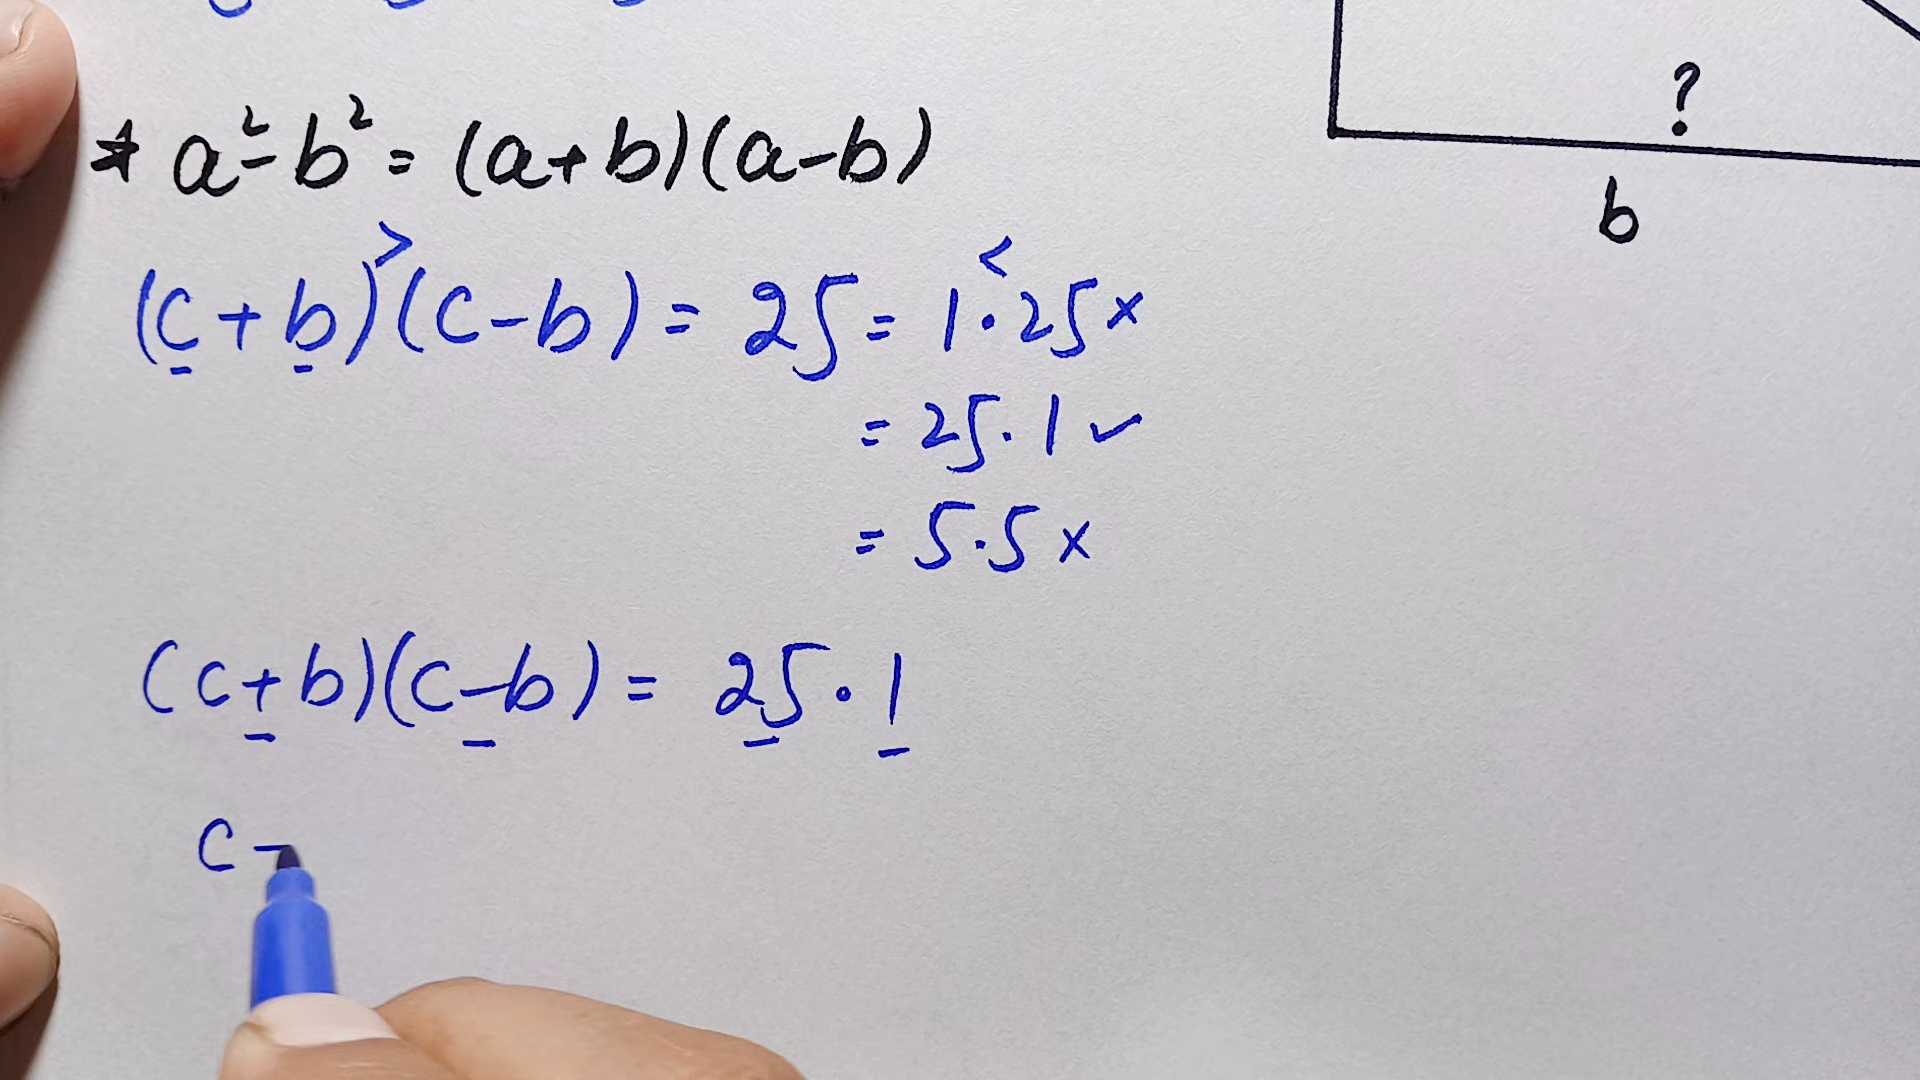 ?
b
* a² - b² = (a+b)(a-b)
> <
(c+b)(c-b) = 25 = 1·25 ×
= 25·1 ✓
= 5·5 ×
(c+b)(c-b) = 25·1
c -